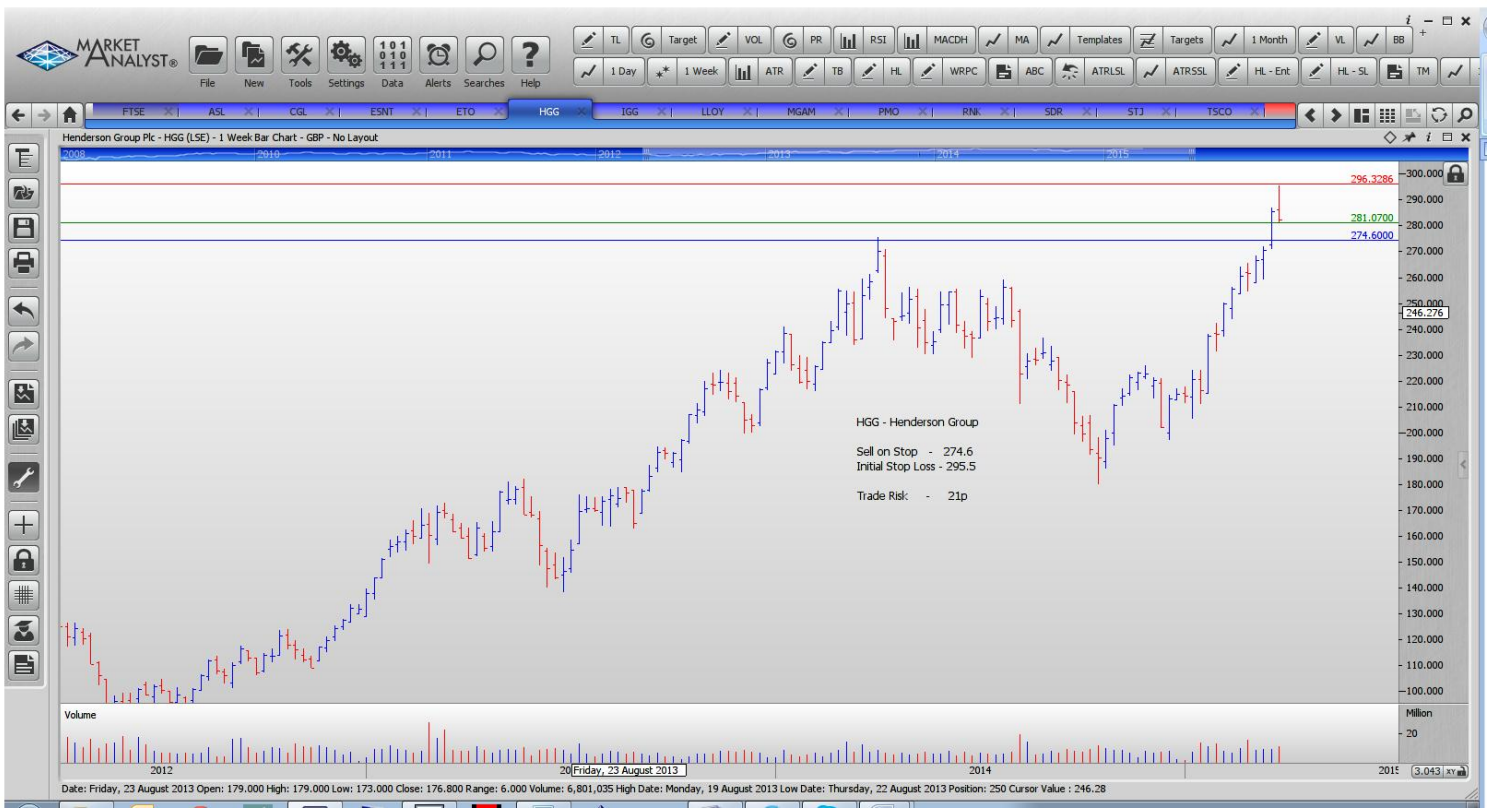 i
MARKET
ANALYST®
101
010
111
File New Tools Settings Data Alerts Searches Help
TL Target VOL PR RSI MACDH MA Templates Targets 1 Month VL BB
1 Day 1 Week ATR TB HL WRPC ABC ATRLSL ATRSSL HL - Ent HL - SL TM
FTSE ASL CGL ESNT ETO HGG IGG LLOY MGAM PMO RNK SDR STJ TSCO
Henderson Group Plc - HGG (LSE) - 1 Week Bar Chart - GBP - No Layout
2008 2010 2011 2012 2013 2014 2015
296.3286
281.0700
274.6000
300.000
290.000
280.000
270.000
260.000
250.000
246.276
240.000
230.000
220.000
210.000
200.000
190.000
180.000
170.000
160.000
150.000
140.000
130.000
120.000
110.000
100.000
HGG - Henderson Group
Sell on Stop - 274.6
Initial Stop Loss - 295.5
Trade Risk - 21p
Volume
Million
20
2012 20 Friday, 23 August 2013 2014 201
3.043 XY
Date: Friday, 23 August 2013 Open: 179.000 High: 179.000 Low: 173.000 Close: 176.800 Range: 6.000 Volume: 6,801,035 High Date: Monday, 19 August 2013 Low Date: Thursday, 22 August 2013 Position: 250 Cursor Value : 246.28